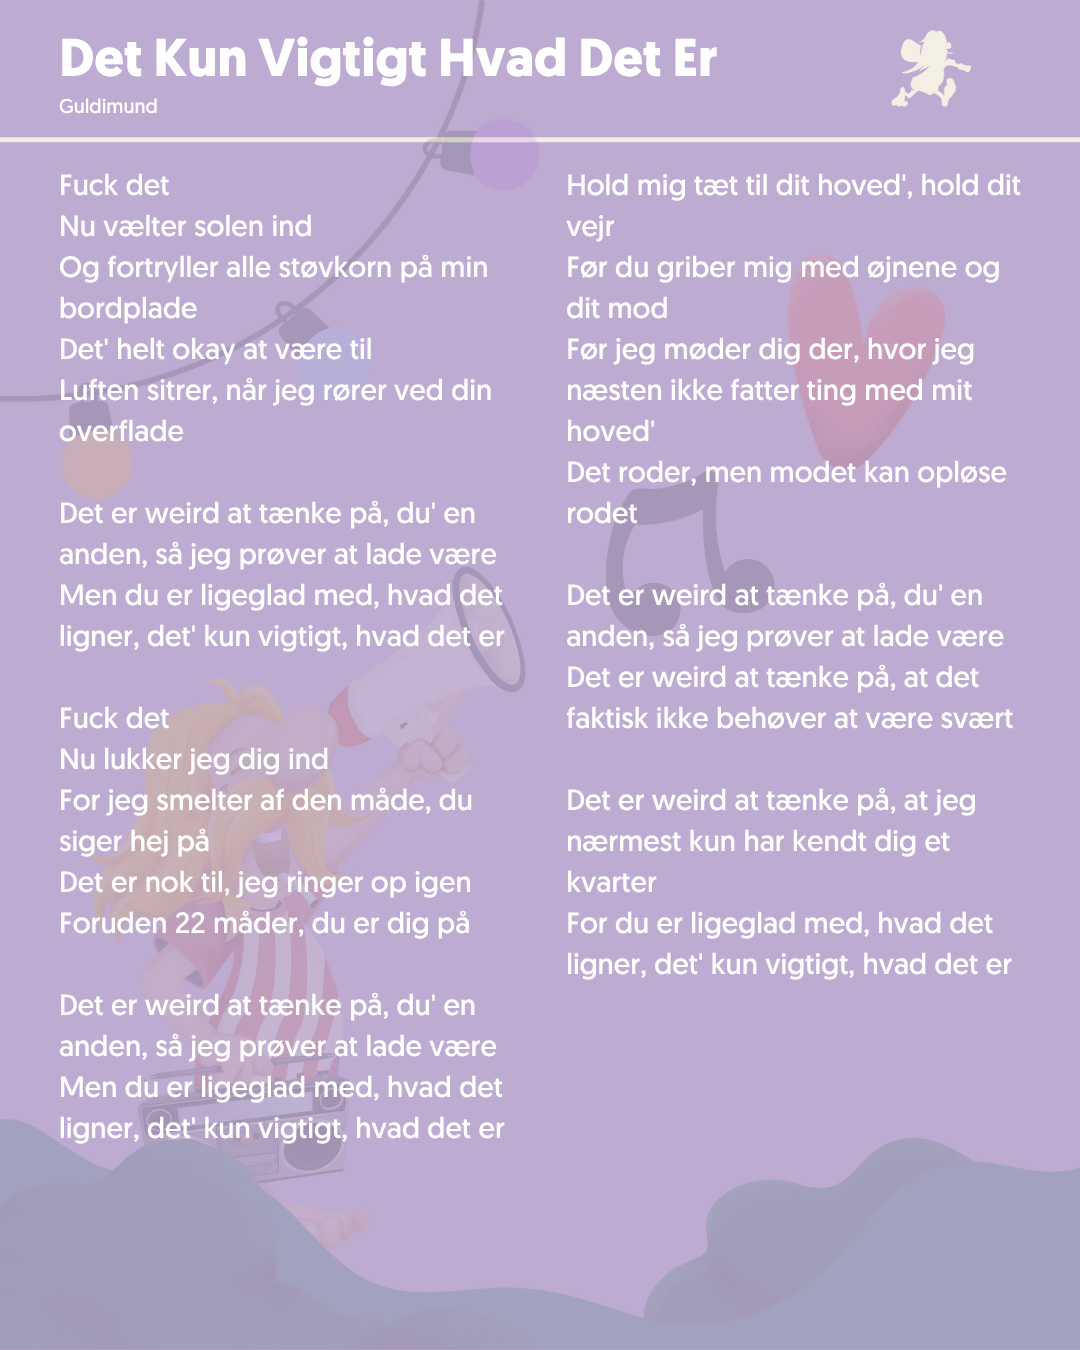 Det Kun Vigtigt Hvad Det Er
Guldimund
Fuck det
Nu vælter solen ind
Og fortryller alle støvkorn på min
bordplade
Det' helt okay at være til
Luften sitrer, når jeg rører ved din
overflade
Det er weird at tænke på, du' en
anden, så jeg prøver at lade være
Men du er ligeglad med, hvad det
ligner, det' kun vigtigt, hvad det er
Fuck det
Nu lukker jeg dig ind
For jeg smelter af den måde, du
siger hej på
Det er nok til, jeg ringer op igen
Foruden 22 måder, du er dig på
Det er weird at tænke på, du' en
anden, så jeg prøver at lade være
Men du er ligeglad med, hvad det
ligner, det' kun vigtigt, hvad det er
Hold mig tæt til dit hoved', hold dit
vejr
Før du griber mig med øjnene og
dit mod
Før jeg møder dig der, hvor jeg
næsten ikke fatter ting med mit
hoved'
Det roder, men modet kan opløse
rodet
Det er weird at tænke på, du' en
anden, så jeg prøver at lade være
Det er weird at tænke på, at det
faktisk ikke behøver at være svært
Det er weird at tænke på, at jeg
nærmest kun har kendt dig et
kvarter
For du er ligeglad med, hvad det
ligner, det' kun vigtigt, hvad det er